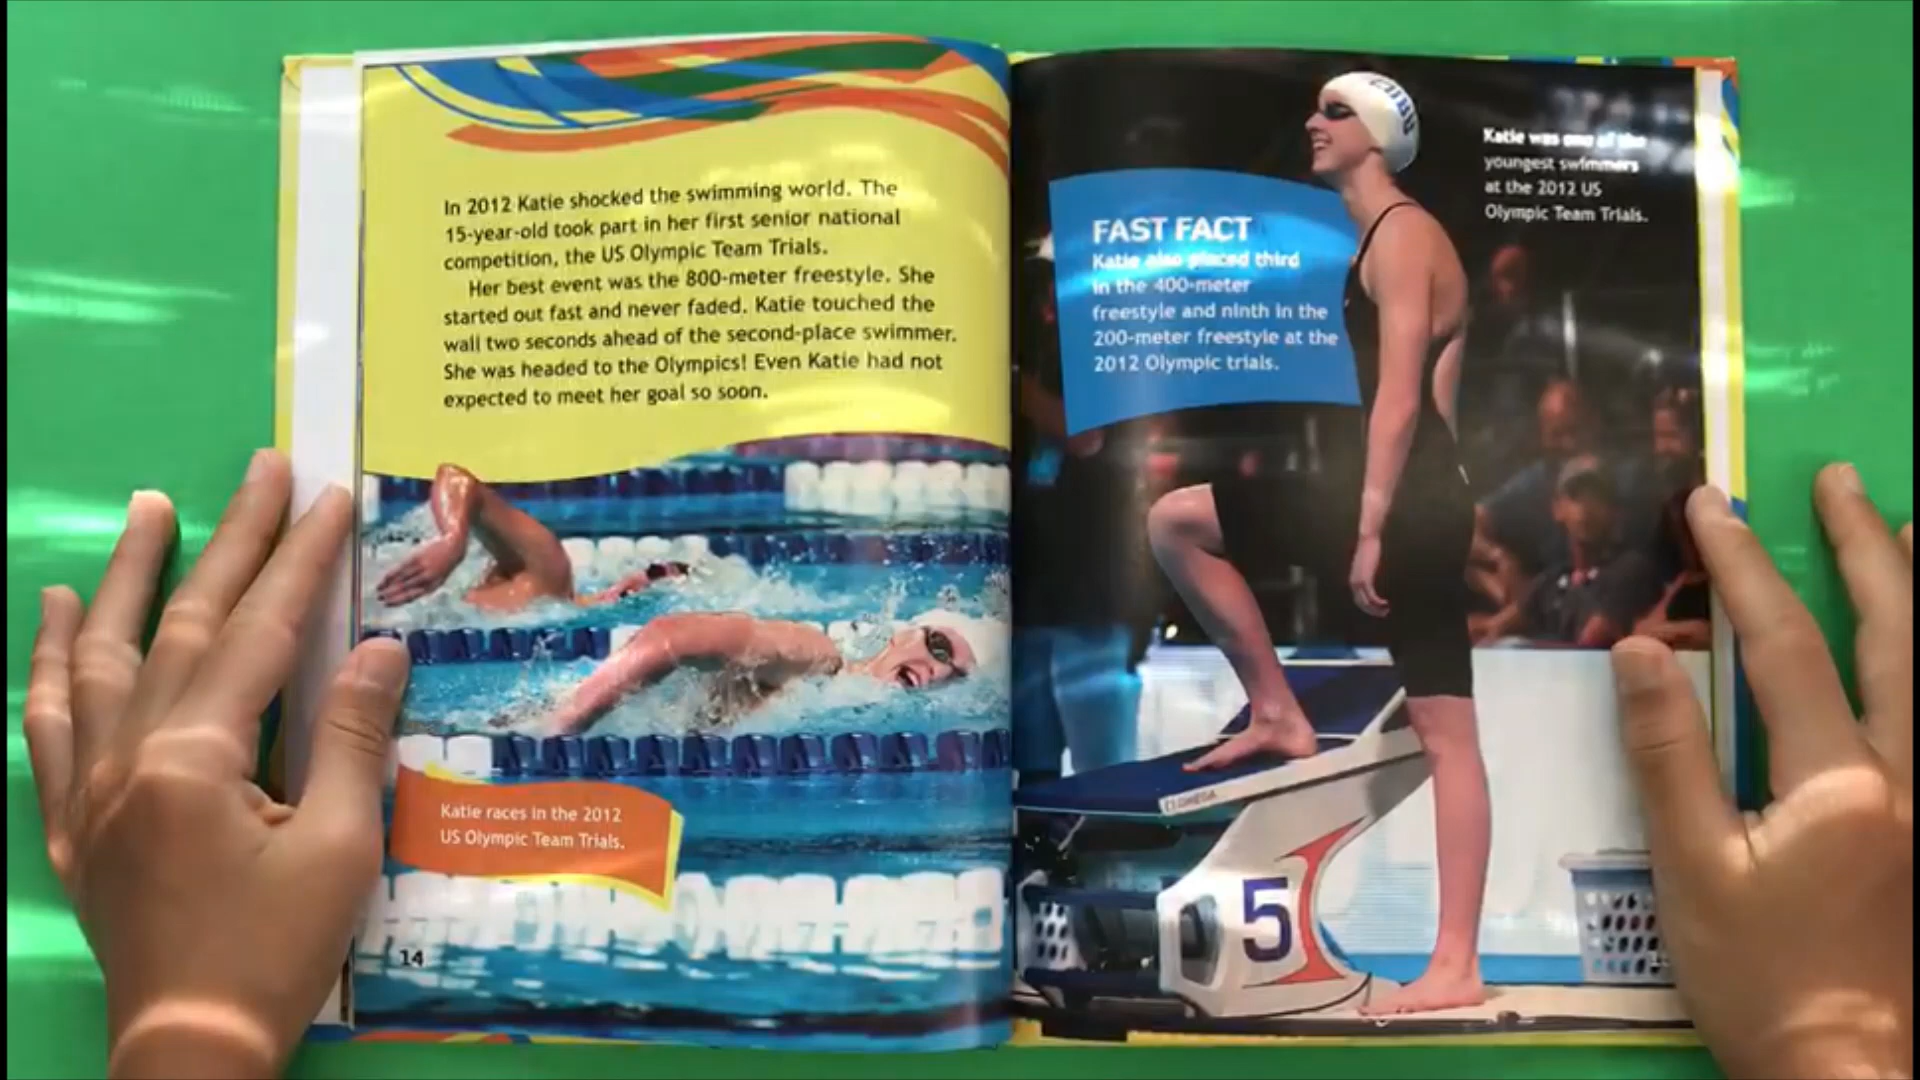 In 2012 Katie shocked the swimming world. The
15-year-old took part in her first senior national
competition, the US Olympic Team Trials.
Her best event was the 800-meter freestyle. She
started out fast and never faded. Katie touched the
wall two seconds ahead of the second-place swimmer.
She was headed to the Olympics! Even Katie had not
expected to meet her goal so soon.
Katie races in the 2012
US Olympic Team Trials.
14
Katie was one of the
youngest swimmers
at the 2012 US
Olympic Team Trials.
FAST FACT
Katie also placed third
in the 400-meter
freestyle and ninth in the
200-meter freestyle at the
2012 Olympic trials.
OMEGA
5